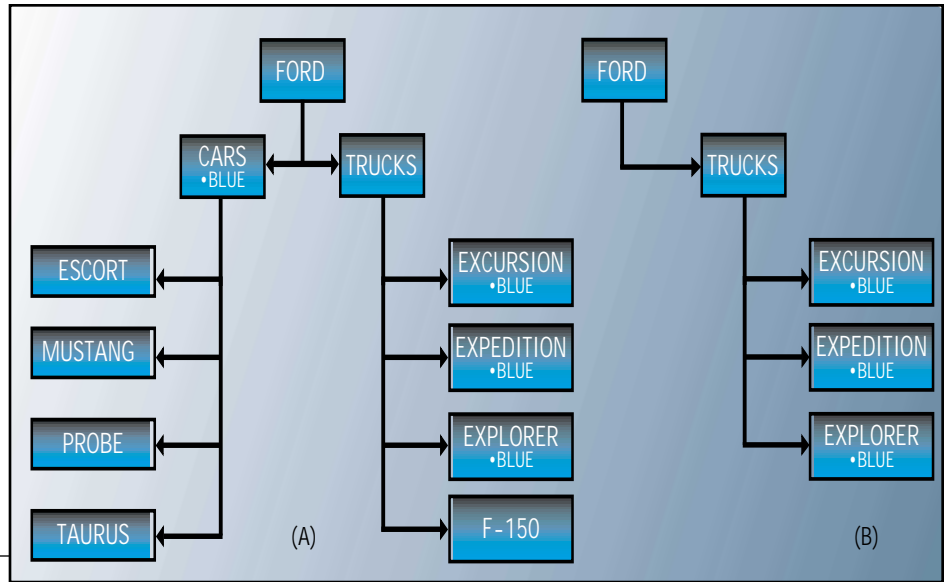 FORD
CARS
•BLUE
TRUCKS
ESCORT
MUSTANG
PROBE
TAURUS
EXCURSION
•BLUE
EXPEDITION
•BLUE
EXPLORER
•BLUE
F-150
(A)
FORD
TRUCKS
EXCURSION
•BLUE
EXPEDITION
•BLUE
EXPLORER
•BLUE
(B)